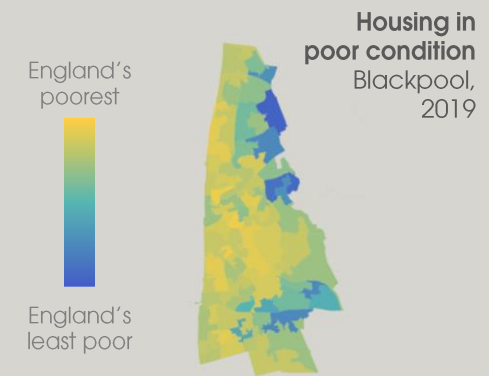 Housing in
poor condition
Blackpool,
2019
England's
poorest
England's
least poor